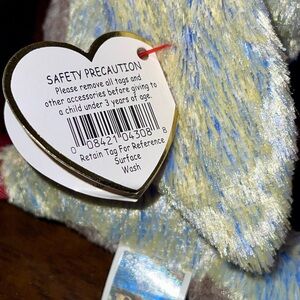 SAFETY PRECAUTION
Please remove all tags and
other accessories before giving to
a child under 3 years of age.
0 08421 04308 8
Retain Tag For Reference
Surface
Wash